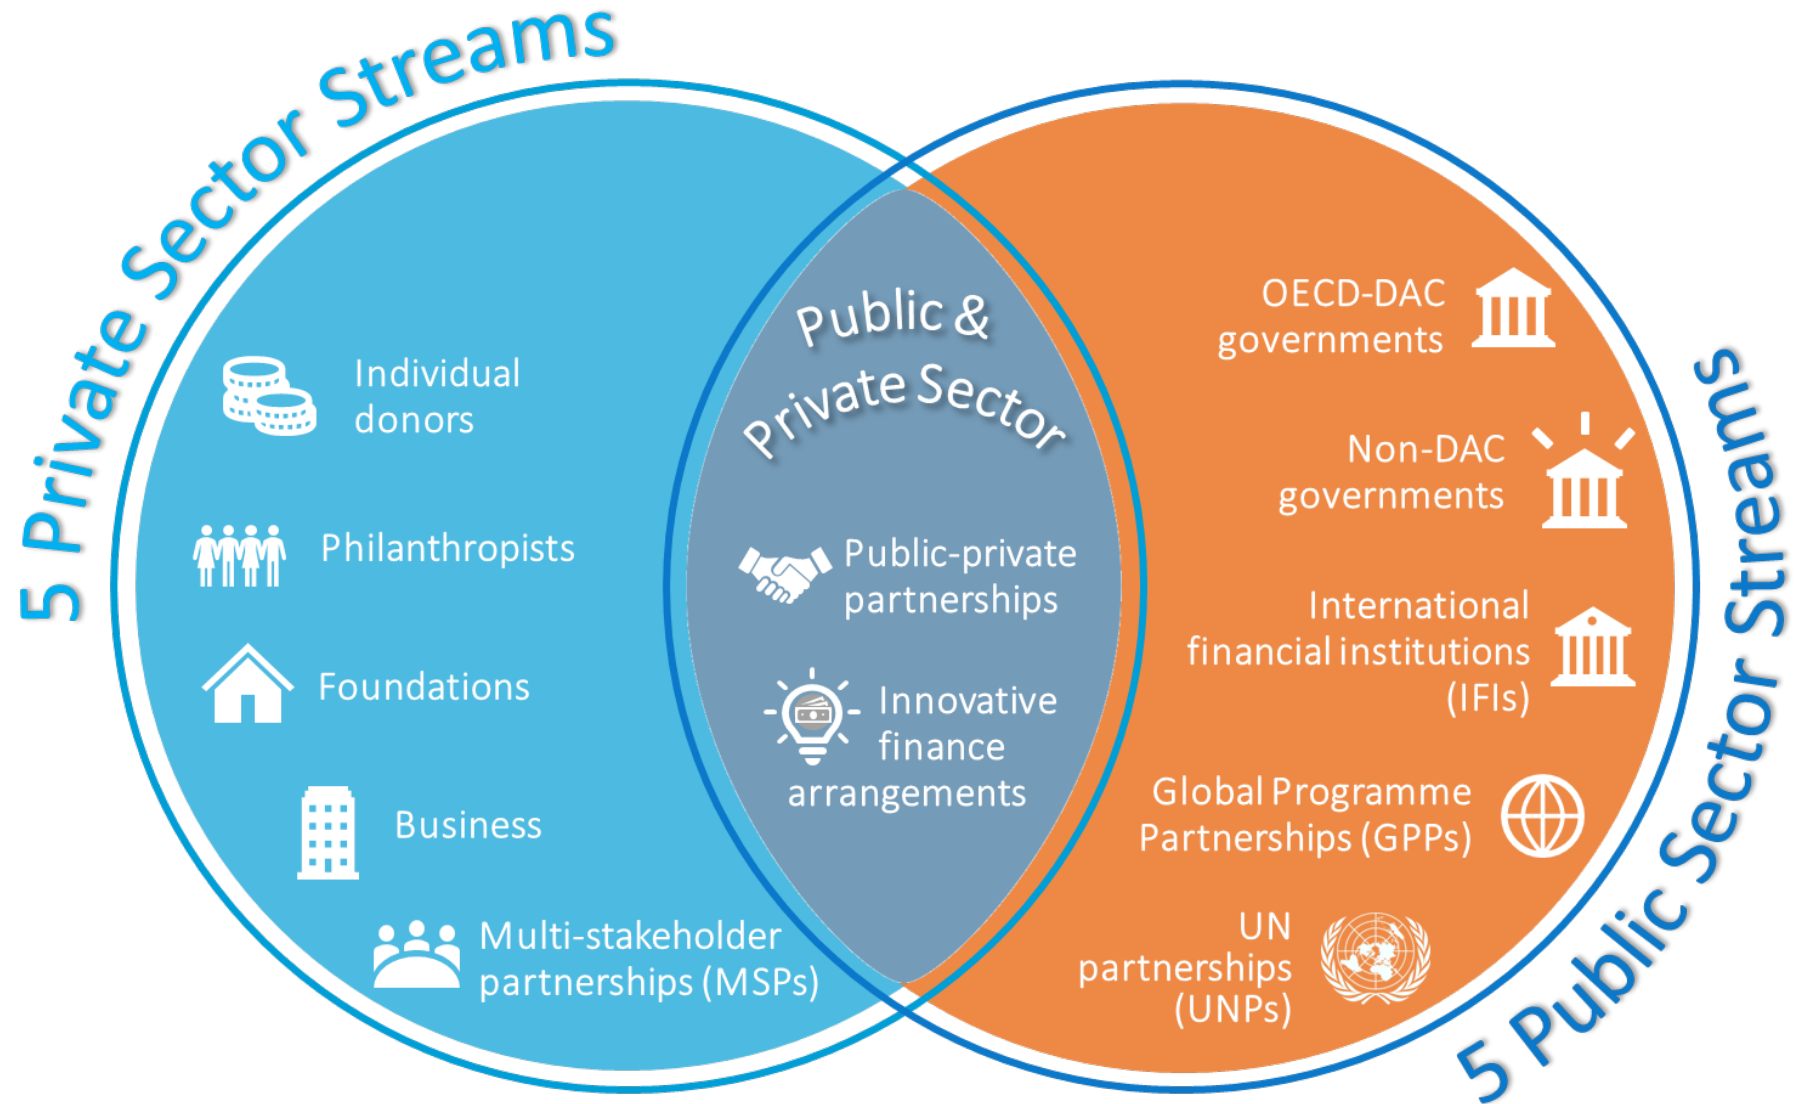 5 Private Sector Streams
Individual
donors
Philanthropists
Foundations
Business
Multi-stakeholder
partnerships (MSPs)
Public &
Private Sector
Public-private
partnerships
Innovative
finance
arrangements
5 Public Sector Streams
OECD-DAC
governments
Non-DAC
governments
International
financial institutions
(IFIs)
Global Programme
Partnerships (GPPs)
UN
partnerships
(UNPs)